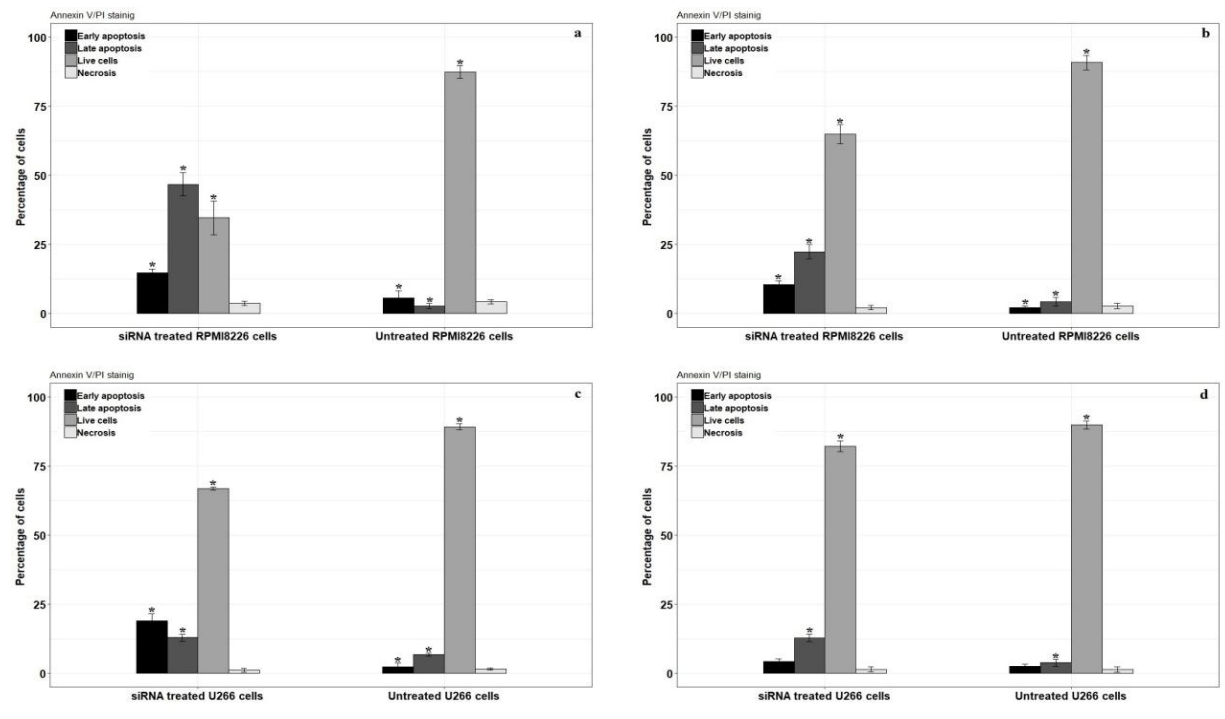 Annexin V/PI stainig
a
Early apoptosis
Late apoptosis
Live cells
Necrosis
100
75
50
25
0
Percentage of cells
*
*
*
*
*
*
siRNA treated RPMI8226 cells
Untreated RPMI8226 cells
Annexin V/PI stainig
b
Early apoptosis
Late apoptosis
Live cells
Necrosis
100
75
50
25
0
Percentage of cells
*
*
*
*
*
*
siRNA treated RPMI8226 cells
Untreated RPMI8226 cells
Annexin V/PI stainig
c
Early apoptosis
Late apoptosis
Live cells
Necrosis
100
75
50
25
0
Percentage of cells
*
*
*
*
*
*
siRNA treated U266 cells
Untreated U266 cells
Annexin V/PI stainig
d
Early apoptosis
Late apoptosis
Live cells
Necrosis
100
75
50
25
0
Percentage of cells
*
*
*
*
siRNA treated U266 cells
Untreated U266 cells